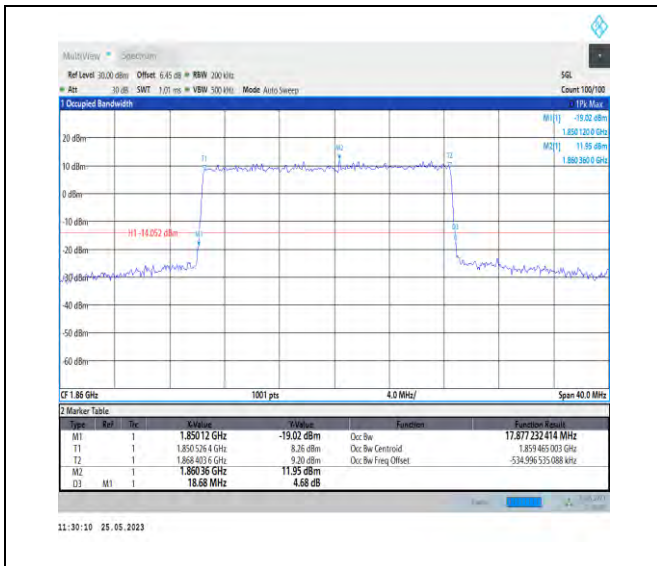 MultiView Spectrum
Ref Level 30.00 dBm Offset 6.45 dB RBW 200 kHz SGL
Att 30 dB SWT 1.01 ms VBW 500 kHz Mode Auto Sweep Count 100/100
1 Occupied Bandwidth 1Pk Max
M1[1] -19.02 dBm
1.850 120 0 GHz
M2[1] 11.95 dBm
1.860 360 0 GHz
20 dBm
M2
T1 T2
10 dBm
0 dBm
-10 dBm
H1 -14.052 dBm
M1 D3
-20 dBm
-30 dBm
-40 dBm
-50 dBm
-60 dBm
CF 1.86 GHz 1001 pts 4.0 MHz/ Span 40.0 MHz
2 Marker Table
Type Ref Trc X-Value Y-Value Function Function Result
M1 1 1.85012 GHz -19.02 dBm Occ Bw 17.877 232 414 MHz
T1 1 1.850 526 4 GHz 8.26 dBm Occ Bw Centroid 1.859 465 003 GHz
T2 1 1.868 403 6 GHz 9.20 dBm Occ Bw Freq Offset -534.996 535 088 kHz
M2 1 1.86036 GHz 11.95 dBm
D3 M1 1 18.68 MHz 4.68 dB
11:30:10 25.05.2023